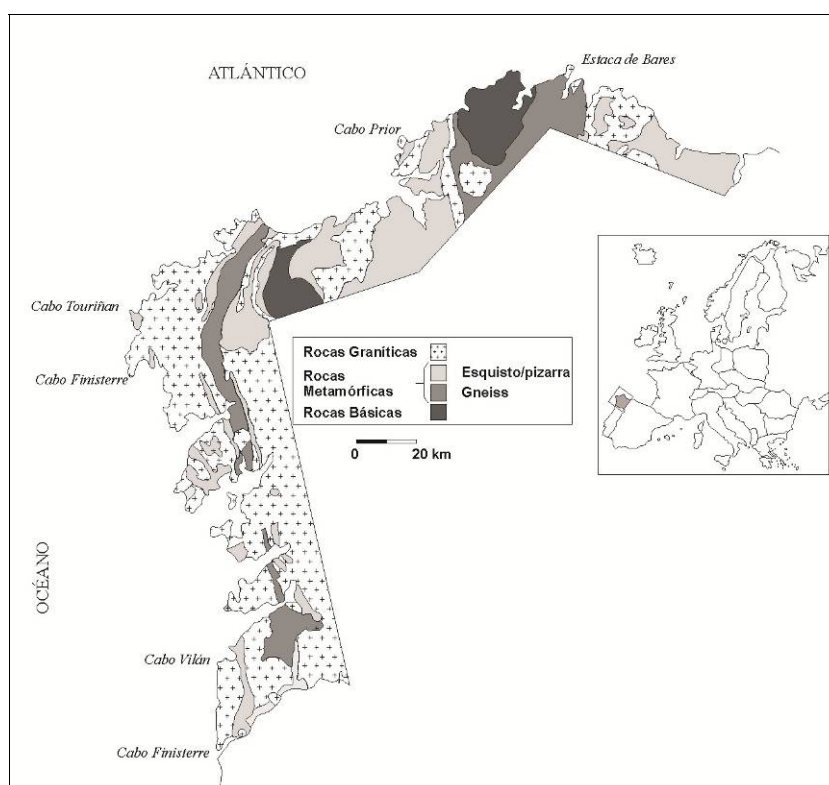 ATLÁNTICO
Estaca de Bares
Cabo Prior
Cabo Touriñan
Cabo Finisterre
Rocas Graníticas
Rocas
Metamórficas
Esquisto/pizarra
Gneiss
Rocas Básicas
0 20 km
OCÉANO
Cabo Vilán
Cabo Finisterre